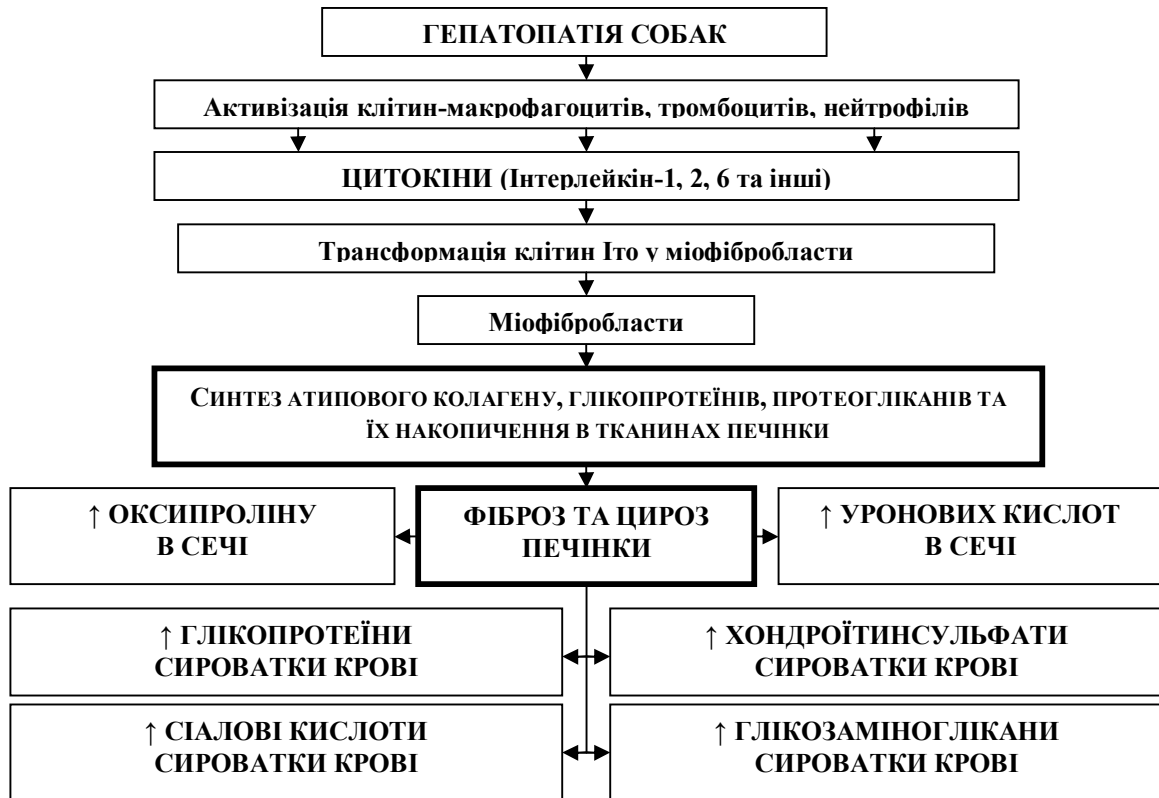 ГЕПАТОПАТІЯ СОБАК
Активізація клітин-макрофагоцитів, тромбоцитів, нейтрофілів
ЦИТОКІНИ (Інтерлейкін-1, 2, 6 та інші)
Трансформація клітин Іто у міофібробласти
Міофібробласти
СИНТЕЗ АТИПОВОГО КОЛАГЕНУ, ГЛІКОПРОТЕЇНІВ, ПРОТЕОГЛІКАНІВ ТА
ЇХ НАКОПИЧЕННЯ В ТКАНИНАХ ПЕЧІНКИ
↑ ОКСИПРОЛІНУ
В СЕЧІ
ФІБРОЗ ТА ЦИРОЗ
ПЕЧІНКИ
↑ УРОНОВИХ КИСЛОТ
В СЕЧІ
↑ ГЛІКОПРОТЕЇНИ
СИРОВАТКИ КРОВІ
↑ ХОНДРОЇТИНСУЛЬФАТИ
СИРОВАТКИ КРОВІ
↑ СІАЛОВІ КИСЛОТИ
СИРОВАТКИ КРОВІ
↑ ГЛІКОЗАМІНОГЛІКАНИ
СИРОВАТКИ КРОВІ